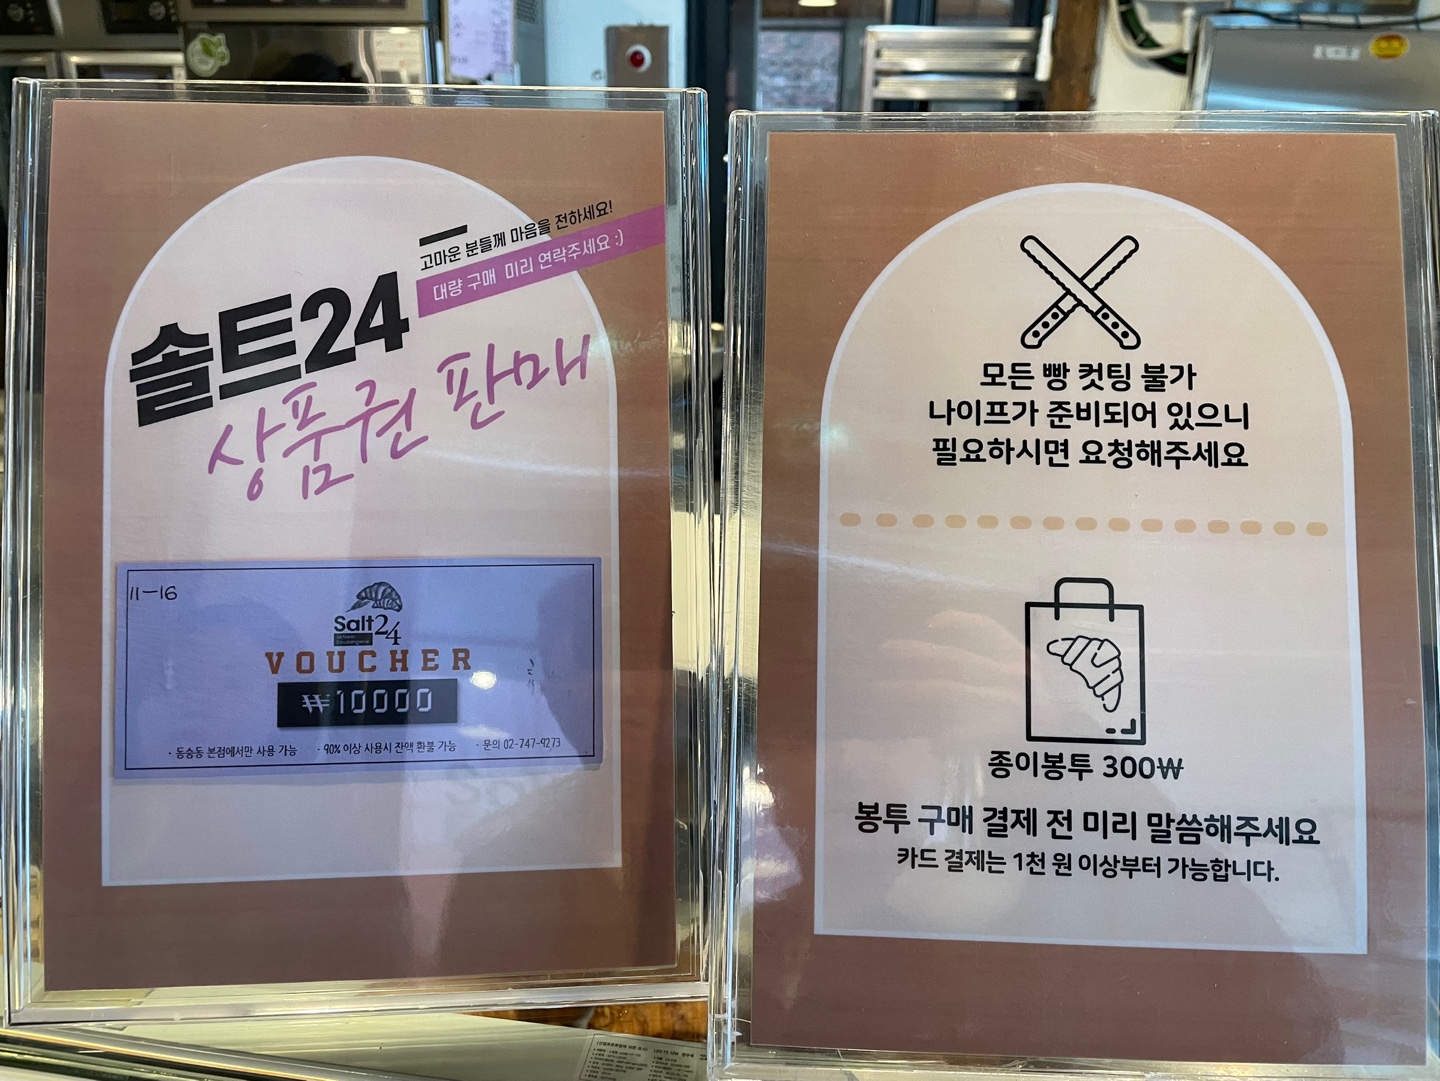 고마운 분들께 마음을 전하세요!
대량 구매 미리 연락주세요 :)
솔트24
상품권 판매
11-16
Salt24
VOUCHER
₩10000
· 동숭동 본점에서만 사용 가능 · 90% 이상 사용시 잔액 환불 가능 · 문의 02-747-9273
모든 빵 컷팅 불가
나이프가 준비되어 있으니
필요하시면 요청해주세요
종이봉투 300₩
봉투 구매 결제 전 미리 말씀해주세요
카드 결제는 1천 원 이상부터 가능합니다.